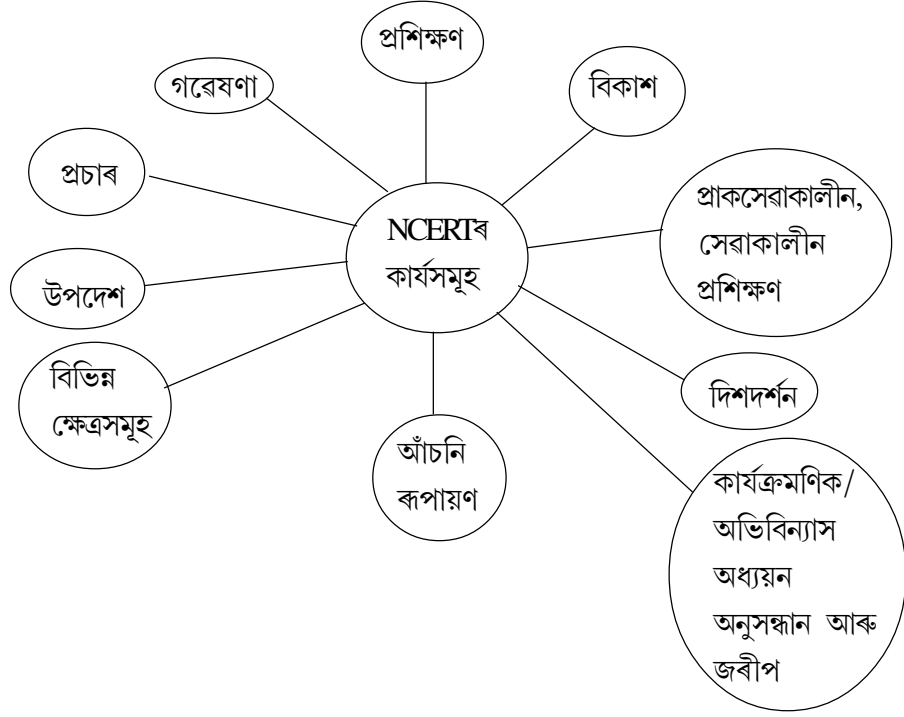 প্ৰশিক্ষণ
গৱেষণা
বিকাশ
প্ৰচাৰ
প্ৰাকসেৱাকালীন,
সেৱাকালীন
প্ৰশিক্ষণ
NCERTৰ
কাৰ্যসমূহ
উপদেশ
বিভিন্ন
ক্ষেত্ৰসমূহ
দিশদৰ্শন
আঁচনি
ৰূপায়ণ
কাৰ্যক্ৰমণিক/
অভিবিন্যাস
অধ্যয়ন
অনুসন্ধান আৰু
জৰীপ